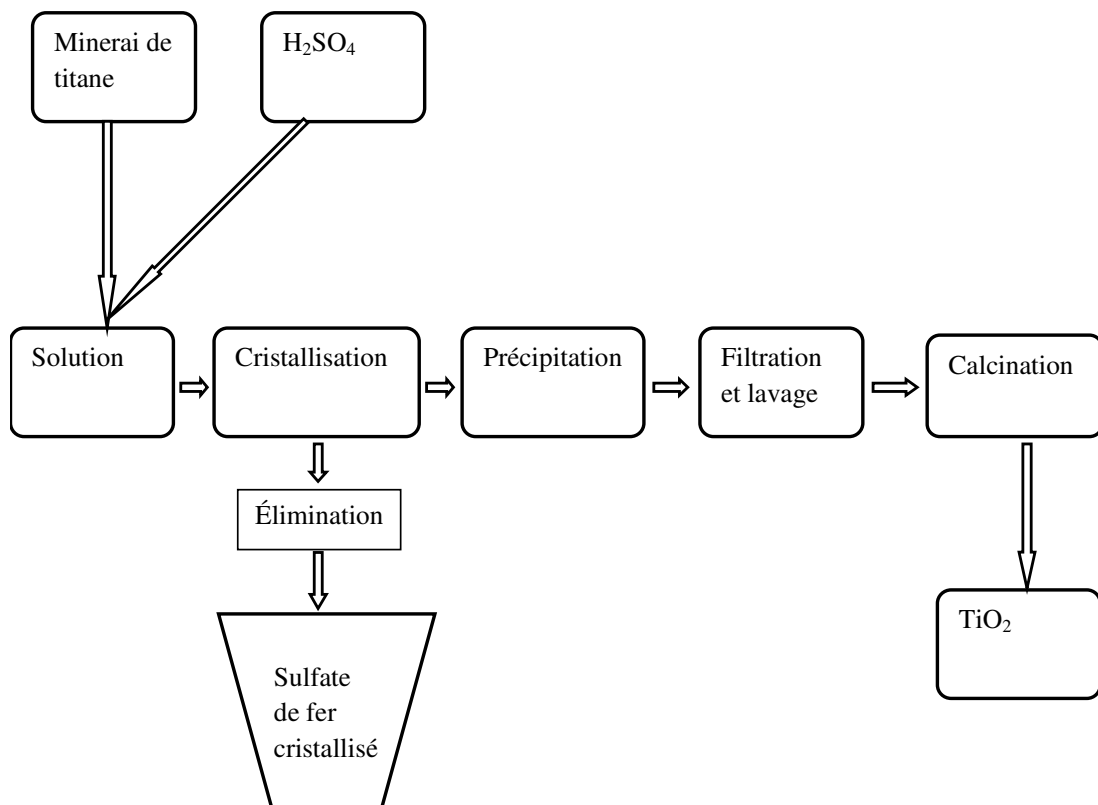 Minerai de
titane
H₂SO₄
Solution
Cristallisation
Précipitation
Filtration
et lavage
Calcination
Élimination
TiO₂
Sulfate
de fer
cristallisé